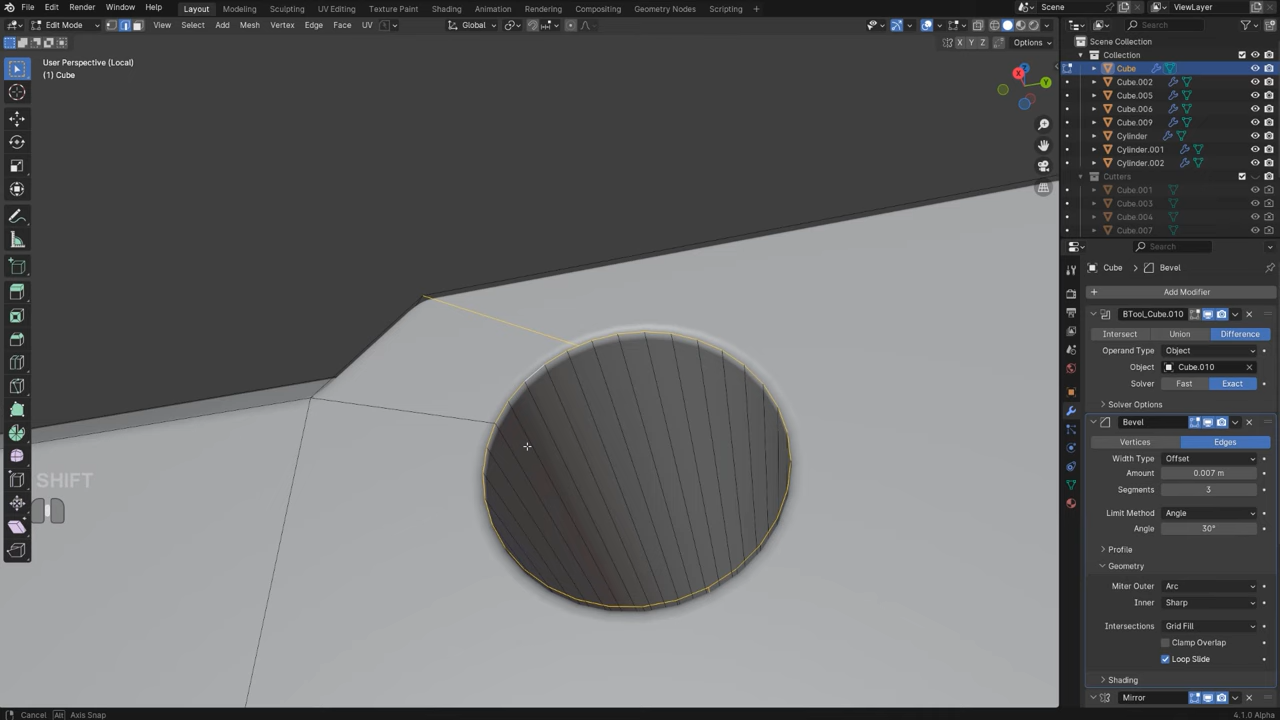 File Edit Render Window Help Layout Modeling Sculpting UV Editing Texture Paint Shading Animation Rendering Compositing Geometry Nodes Scripting Scene ViewLayer
Edit Mode View Select Add Mesh Vertex Edge Face UV Global Search
X Y Z Options
User Perspective (Local)
(1) Cube
SHIFT
X
Y
Scene Collection
Collection
Cube
Cube.002
Cube.005
Cube.006
Cube.009
Cylinder
Cylinder.001
Cylinder.002
Cutters
Cube.001
Cube.003
Cube.004
Cube.007
Search
Cube Bevel
Add Modifier
BTool_Cube.010
Intersect Union Difference
Operand Type Object
Object Cube.010
Solver Fast Exact
Solver Options
Bevel
Vertices Edges
Width Type Offset
Amount 0.007 m
Segments 3
Limit Method Angle
Angle 30°
Profile
Geometry
Miter Outer Arc
Inner Sharp
Intersections Grid Fill
Clamp Overlap
Loop Slide
Shading
Mirror
Cancel Alt Axis Snap
4.1.0 Alpha